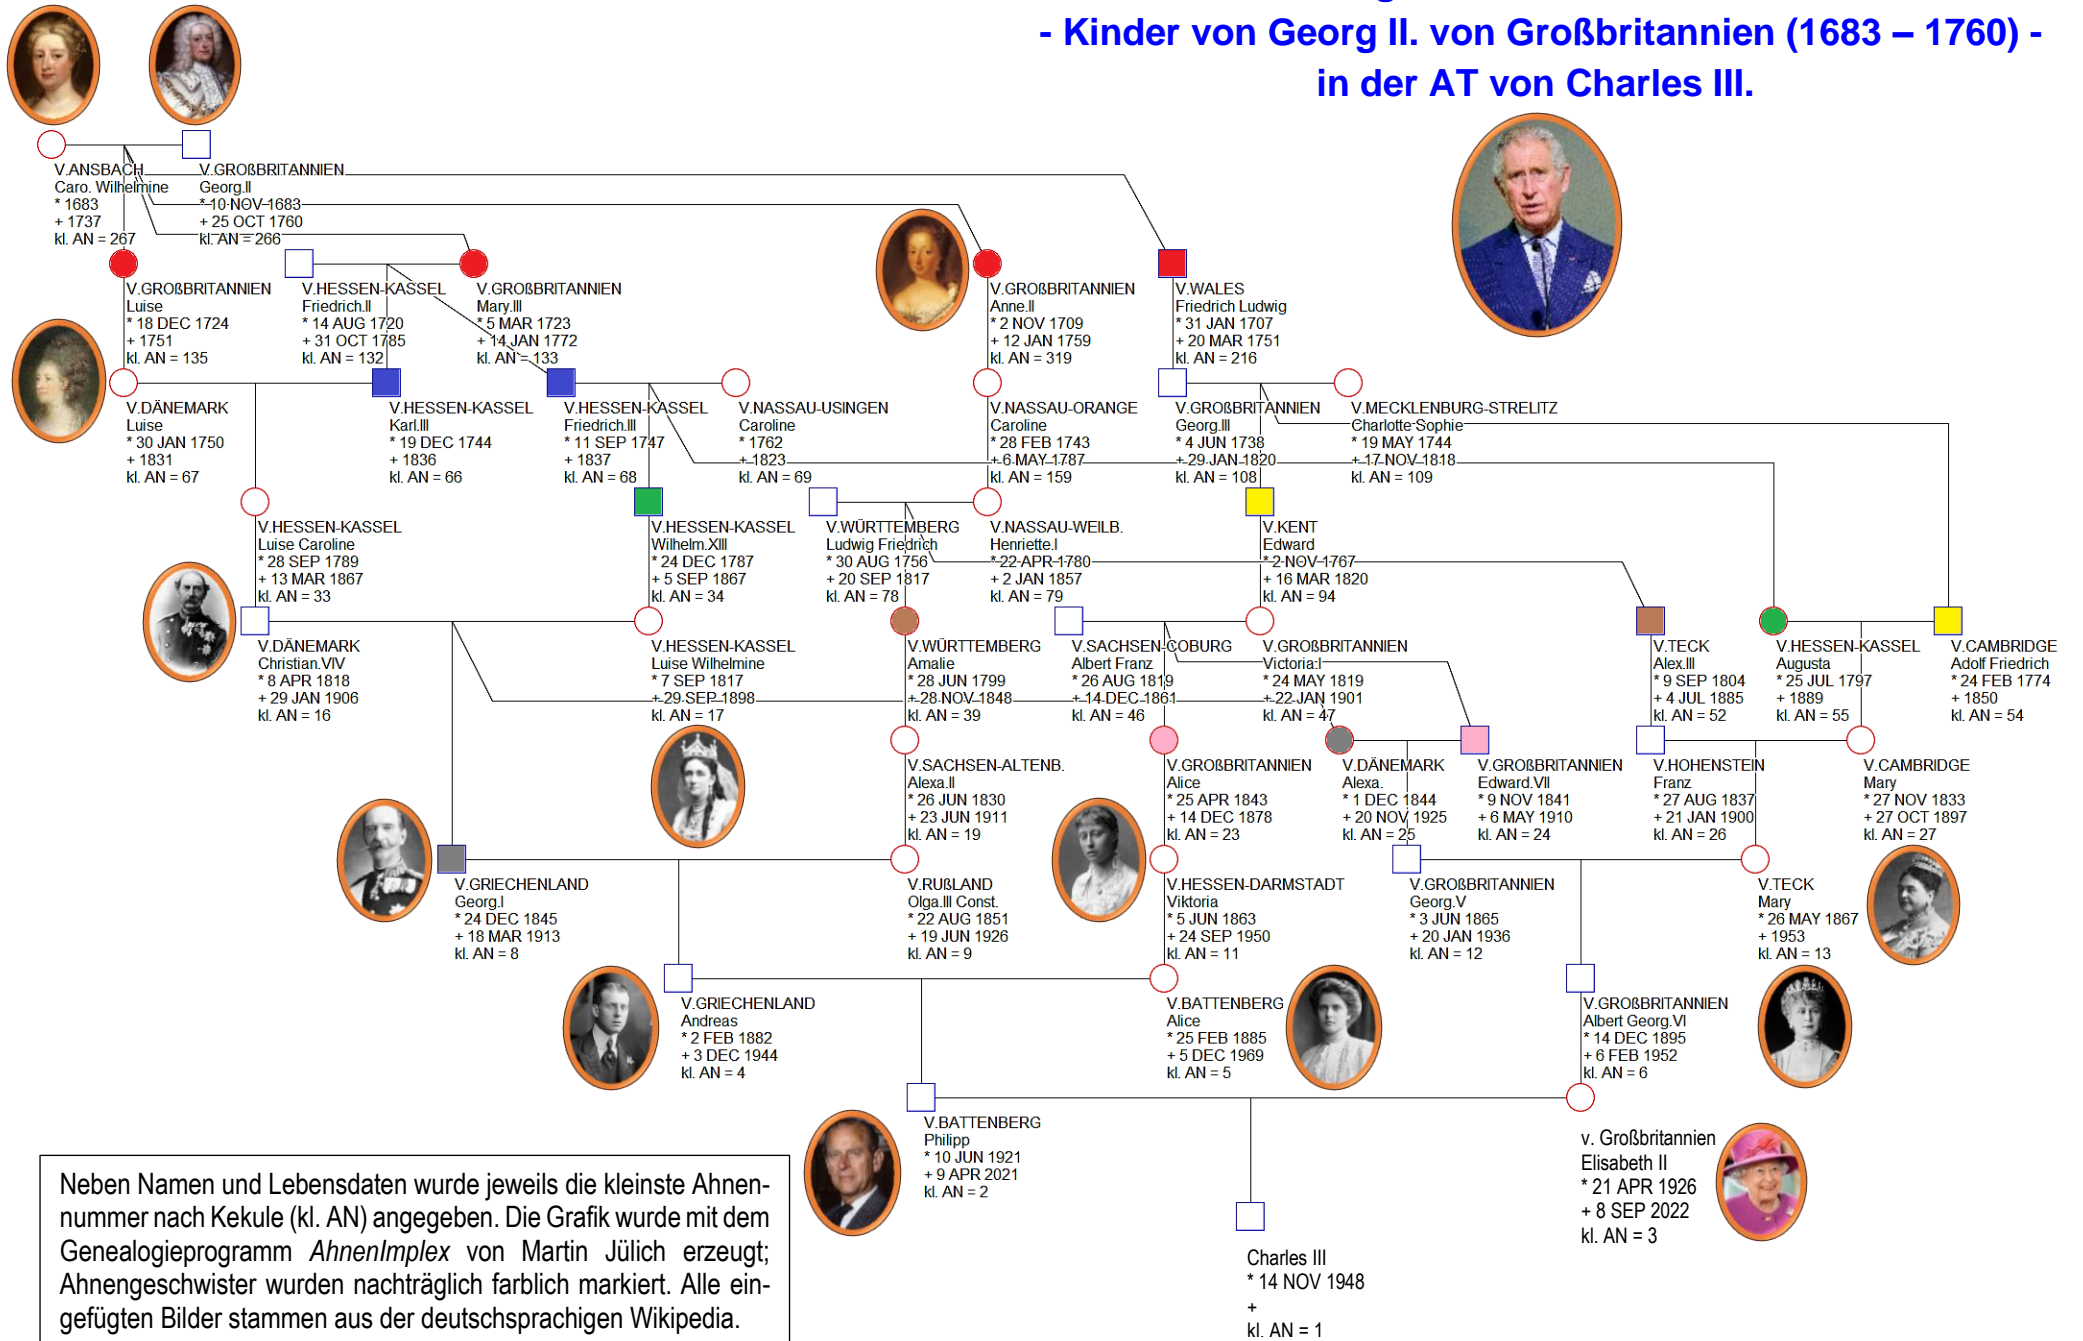 - Kinder von Georg II. von Großbritannien (1683 – 1760) -
in der AT von Charles III.
V.ANSBACH
Caro. Wilhelmine
* 1683
+ 1737
kl. AN = 267
V.GROßBRITANNIEN
Georg.II
* 10 NOV 1683
+ 25 OCT 1760
kl. AN = 266
V.GROßBRITANNIEN
Luise
* 18 DEC 1724
+ 1751
kl. AN = 135
V.HESSEN-KASSEL
Friedrich.II
* 14 AUG 1720
+ 31 OCT 1785
kl. AN = 132
V.GROßBRITANNIEN
Mary.III
* 5 MAR 1723
+ 14 JAN 1772
kl. AN = 133
V.GROßBRITANNIEN
Anne.II
* 2 NOV 1709
+ 12 JAN 1759
kl. AN = 319
V.WALES
Friedrich Ludwig
* 31 JAN 1707
+ 20 MAR 1751
kl. AN = 216
V.DÄNEMARK
Luise
* 30 JAN 1750
+ 1831
kl. AN = 67
V.HESSEN-KASSEL
Karl.III
* 19 DEC 1744
+ 1836
kl. AN = 66
V.HESSEN-KASSEL
Friedrich.III
* 11 SEP 1747
+ 1837
kl. AN = 68
V.NASSAU-USINGEN
Caroline
* 1762
+ 1823
kl. AN = 69
V.NASSAU-ORANGE
Caroline
* 28 FEB 1743
+ 6 MAY 1787
kl. AN = 159
V.GROßBRITANNIEN
Georg.III
* 4 JUN 1738
+ 29 JAN 1820
kl. AN = 108
V.MECKLENBURG-STRELITZ
Charlotte Sophie
* 19 MAY 1744
+ 17 NOV 1818
kl. AN = 109
V.HESSEN-KASSEL
Luise Caroline
* 28 SEP 1789
+ 13 MAR 1867
kl. AN = 33
V.HESSEN-KASSEL
Wilhelm.XIII
* 24 DEC 1787
+ 5 SEP 1867
kl. AN = 34
V.WÜRTTEMBERG
Ludwig Friedrich
* 30 AUG 1756
+ 20 SEP 1817
kl. AN = 78
V.NASSAU-WEILB.
Henriette.I
* 22 APR 1780
+ 2 JAN 1857
kl. AN = 79
V.KENT
Edward
* 2 NOV 1767
+ 16 MAR 1820
kl. AN = 94
V.DÄNEMARK
Christian.VIV
* 8 APR 1818
+ 29 JAN 1906
kl. AN = 16
V.HESSEN-KASSEL
Luise Wilhelmine
* 7 SEP 1817
+ 29 SEP 1898
kl. AN = 17
V.WÜRTTEMBERG
Amalie
* 28 JUN 1799
+ 28 NOV 1848
kl. AN = 39
V.SACHSEN-COBURG
Albert Franz
* 26 AUG 1819
+ 14 DEC 1861
kl. AN = 46
V.GROßBRITANNIEN
Victoria.I
* 24 MAY 1819
+ 22 JAN 1901
kl. AN = 47
V.TECK
Alex.III
* 9 SEP 1804
+ 4 JUL 1885
kl. AN = 52
V.HESSEN-KASSEL
Augusta
* 25 JUL 1797
+ 1889
kl. AN = 55
V.CAMBRIDGE
Adolf Friedrich
* 24 FEB 1774
+ 1850
kl. AN = 54
V.SACHSEN-ALTENB.
Alexa.II
* 26 JUN 1830
+ 23 JUN 1911
kl. AN = 19
V.GROßBRITANNIEN
Alice
* 25 APR 1843
+ 14 DEC 1878
kl. AN = 23
V.DÄNEMARK
Alexa.
* 1 DEC 1844
+ 20 NOV 1925
kl. AN = 25
V.GROßBRITANNIEN
Edward.VII
* 9 NOV 1841
+ 6 MAY 1910
kl. AN = 24
V.HOHENSTEIN
Franz
* 27 AUG 1837
+ 21 JAN 1900
kl. AN = 26
V.CAMBRIDGE
Mary
* 27 NOV 1833
+ 27 OCT 1897
kl. AN = 27
V.GRIECHENLAND
Georg.I
* 24 DEC 1845
+ 18 MAR 1913
kl. AN = 8
V.RUßLAND
Olga.III Const.
* 22 AUG 1851
+ 19 JUN 1926
kl. AN = 9
V.HESSEN-DARMSTADT
Viktoria
* 5 JUN 1863
+ 24 SEP 1950
kl. AN = 11
V.GROßBRITANNIEN
Georg.V
* 3 JUN 1865
+ 20 JAN 1936
kl. AN = 12
V.TECK
Mary
* 26 MAY 1867
+ 1953
kl. AN = 13
V.GRIECHENLAND
Andreas
* 2 FEB 1882
+ 3 DEC 1944
kl. AN = 4
V.BATTENBERG
Alice
* 25 FEB 1885
+ 5 DEC 1969
kl. AN = 5
V.GROßBRITANNIEN
Albert Georg.VI
* 14 DEC 1895
+ 6 FEB 1952
kl. AN = 6
V.BATTENBERG
Philipp
* 10 JUN 1921
+ 9 APR 2021
kl. AN = 2
v. Großbritannien
Elisabeth II
* 21 APR 1926
+ 8 SEP 2022
kl. AN = 3
Charles III
* 14 NOV 1948
+
kl. AN = 1
Neben Namen und Lebensdaten wurde jeweils die kleinste Ahnen-
nummer nach Kekule (kl. AN) angegeben. Die Grafik wurde mit dem
Genealogieprogramm AhnenImplex von Martin Jülich erzeugt;
Ahnengeschwister wurden nachträglich farblich markiert. Alle ein-
gefügten Bilder stammen aus der deutschsprachigen Wikipedia.